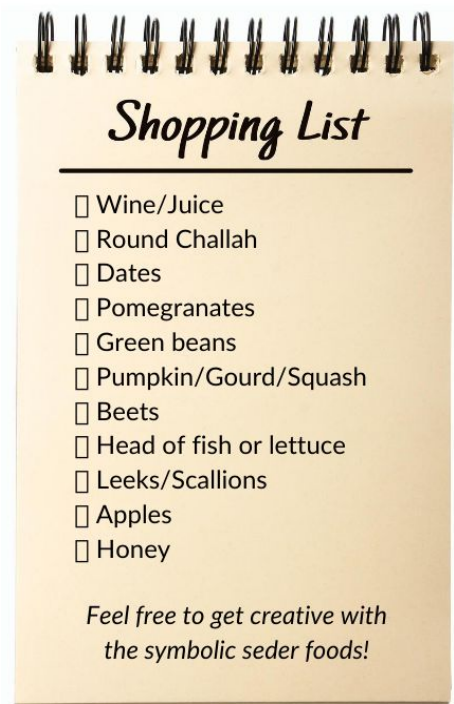 Shopping List
▯ Wine/Juice
▯ Round Challah
▯ Dates
▯ Pomegranates
▯ Green beans
▯ Pumpkin/Gourd/Squash
▯ Beets
▯ Head of fish or lettuce
▯ Leeks/Scallions
▯ Apples
▯ Honey
Feel free to get creative with
the symbolic seder foods!